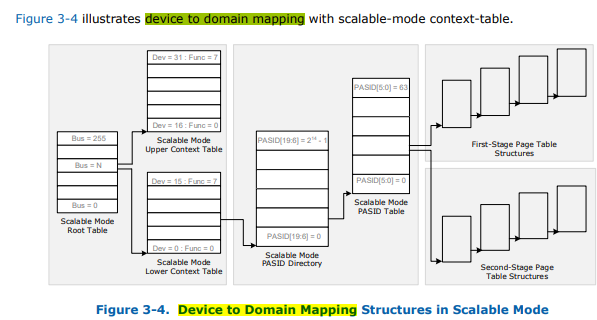 Figure 3-4 illustrates device to domain mapping with scalable-mode context-table.
Dev = 31 : Func = 7
Dev = 16 : Func = 0
Scalable Mode
Upper Context Table
Bus = 255
Bus = N
Bus = 0
Scalable Mode
Root Table
Dev = 15 : Func = 7
Dev = 0 : Func = 0
Scalable Mode
Lower Context Table
PASID[19:6] = 2¹⁴ - 1
PASID[19:6] = 0
Scalable Mode
PASID Directory
PASID[5:0] = 63
PASID[5:0] = 0
Scalable Mode
PASID Table
First-Stage Page Table
Structures
Second-Stage Page
Table Structures
Figure 3-4. Device to Domain Mapping Structures in Scalable Mode